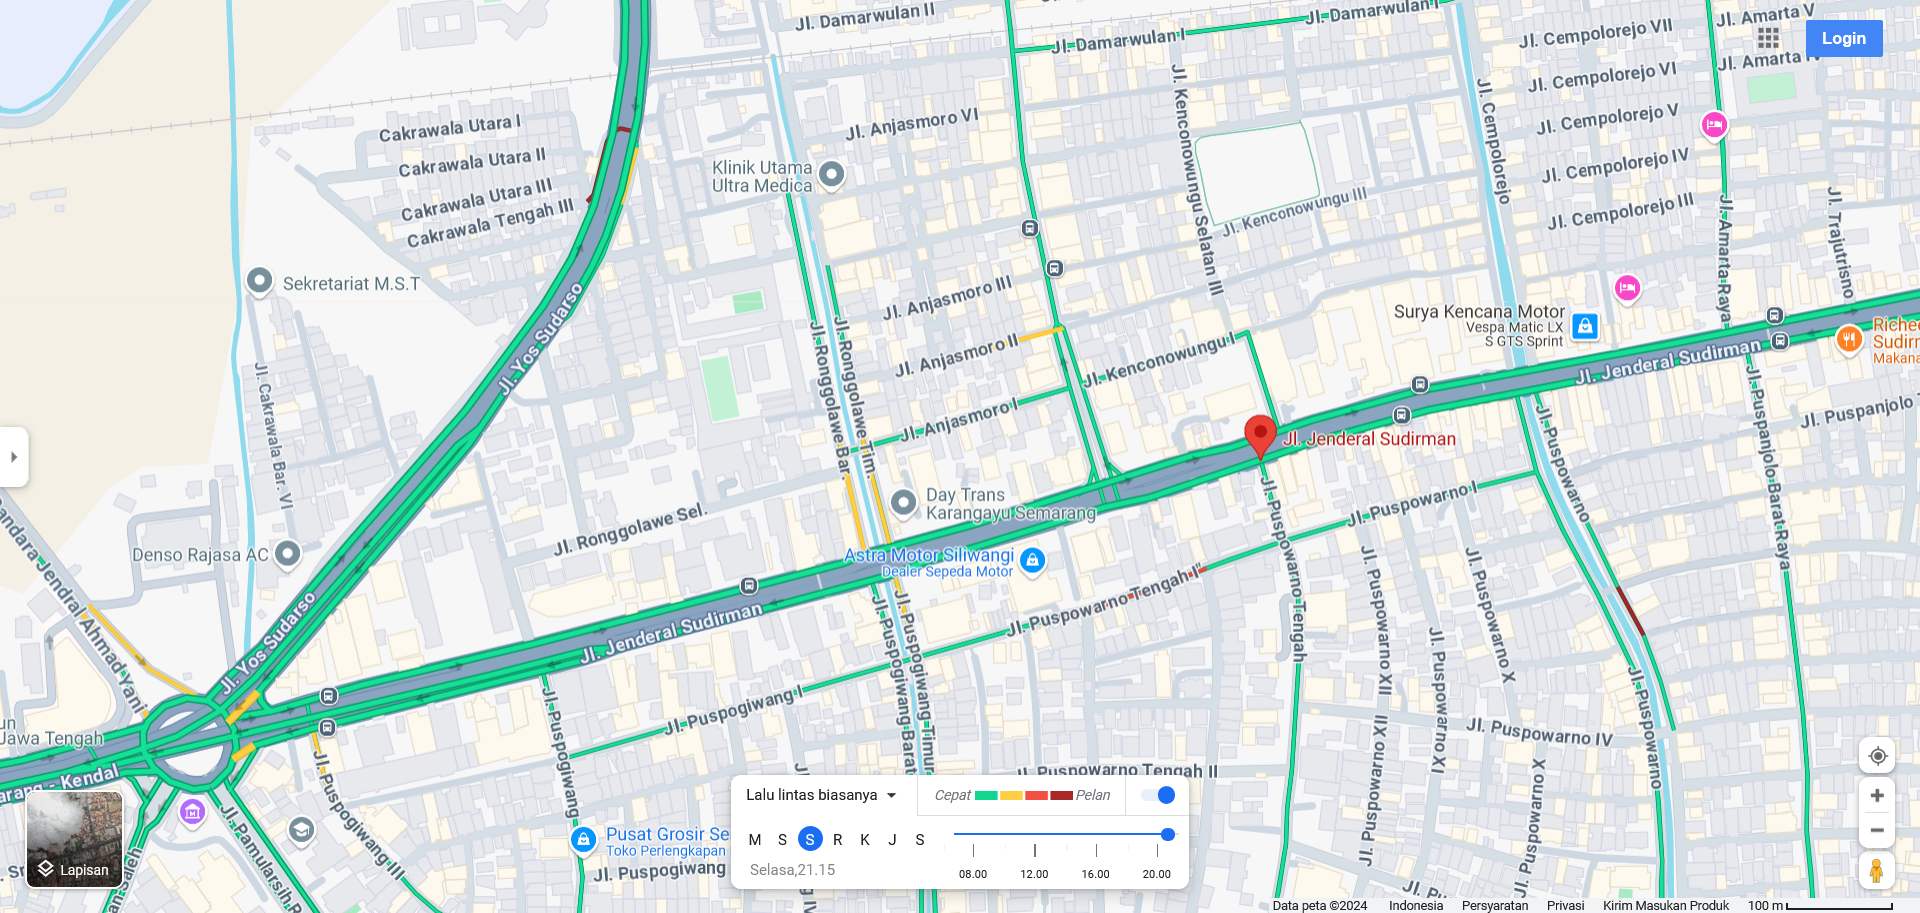 Jl. Damarwulan II
Jl. Damarwulan I
Jl. Damarwulan I
Jl. Cempolorejo VII
Jl. Amarta V
Login
Jl. Amarta IV
Jl. Cempolorejo VI
Jl. Cempolorejo V
Jl. Cempolorejo IV
Jl. Cempolorejo III
Jl. Cempolorejo
Jl. Kenconowungu Selatan III
Jl. Kenconowungu III
Jl. Amarta Raya
Jl. Trajutrisno
Cakrawala Utara I
Cakrawala Utara II
Cakrawala Utara III
Cakrawala Tengah III
Jl. Anjasmoro VI
Klinik Utama
Ultra Medica
Sekretariat M.S.T
Jl. Yos Sudarso
Jl. Anjasmoro III
Jl. Anjasmoro II
Jl. Anjasmoro I
Jl. Kenconowungu I
Jl. Ronggolawe Bar.
Jl. Ronggolawe Tim.
Surya Kencana Motor
Vespa Matic LX
S GTS Sprint
Jl. Jenderal Sudirman
Riche
Sudirm
Makana
Jl. Cakrawala Bar. VI
Jl. Jenderal Sudirman
Jl. Puspanjolo
Jl. Puspanjolo Barat Raya
Jl. Puspowarno
Day Trans
Karangayu Semarang
Jl. Ronggolawe Sel.
Denso Rajasa AC
Astra Motor Siliwangi
Dealer Sepeda Motor
Jl. Puspowarno I
Jl. Puspowarno Tengah
Jl. Puspowarno Tengah I
Jl. Puspowarno XII
Jl. Puspowarno X
Jl. Puspowarno XI
Jl. Puspowarno
Jl. Puspowarno IV
Jl. Puspowarno XII
Jl. Puspowarno X
andara Jendral Ahmad Yani
Jl. Yos Sudarso
Jl. Jenderal Sudirman
Jl. Puspogiwang Barat
Jl. Puspogiwang Timur
Jl. Puspogiwang I
Jl. Puspogiwang
Jl. Puspowarno Tengah II
un
Jawa Tengah
arang - Kendal
Jl. Puspogiwang III
Jl. Pamularsih R
Pusat Grosir Se
Toko Perlengkapan
Jl. Puspogiwang
Lapisan
Lalu lintas biasanya
Cepat
Pelan
M S S R K J S
Selasa,21.15
08.00 12.00 16.00 20.00
Data peta ©2024 Indonesia Persyaratan Privasi Kirim Masukan Produk 100 m